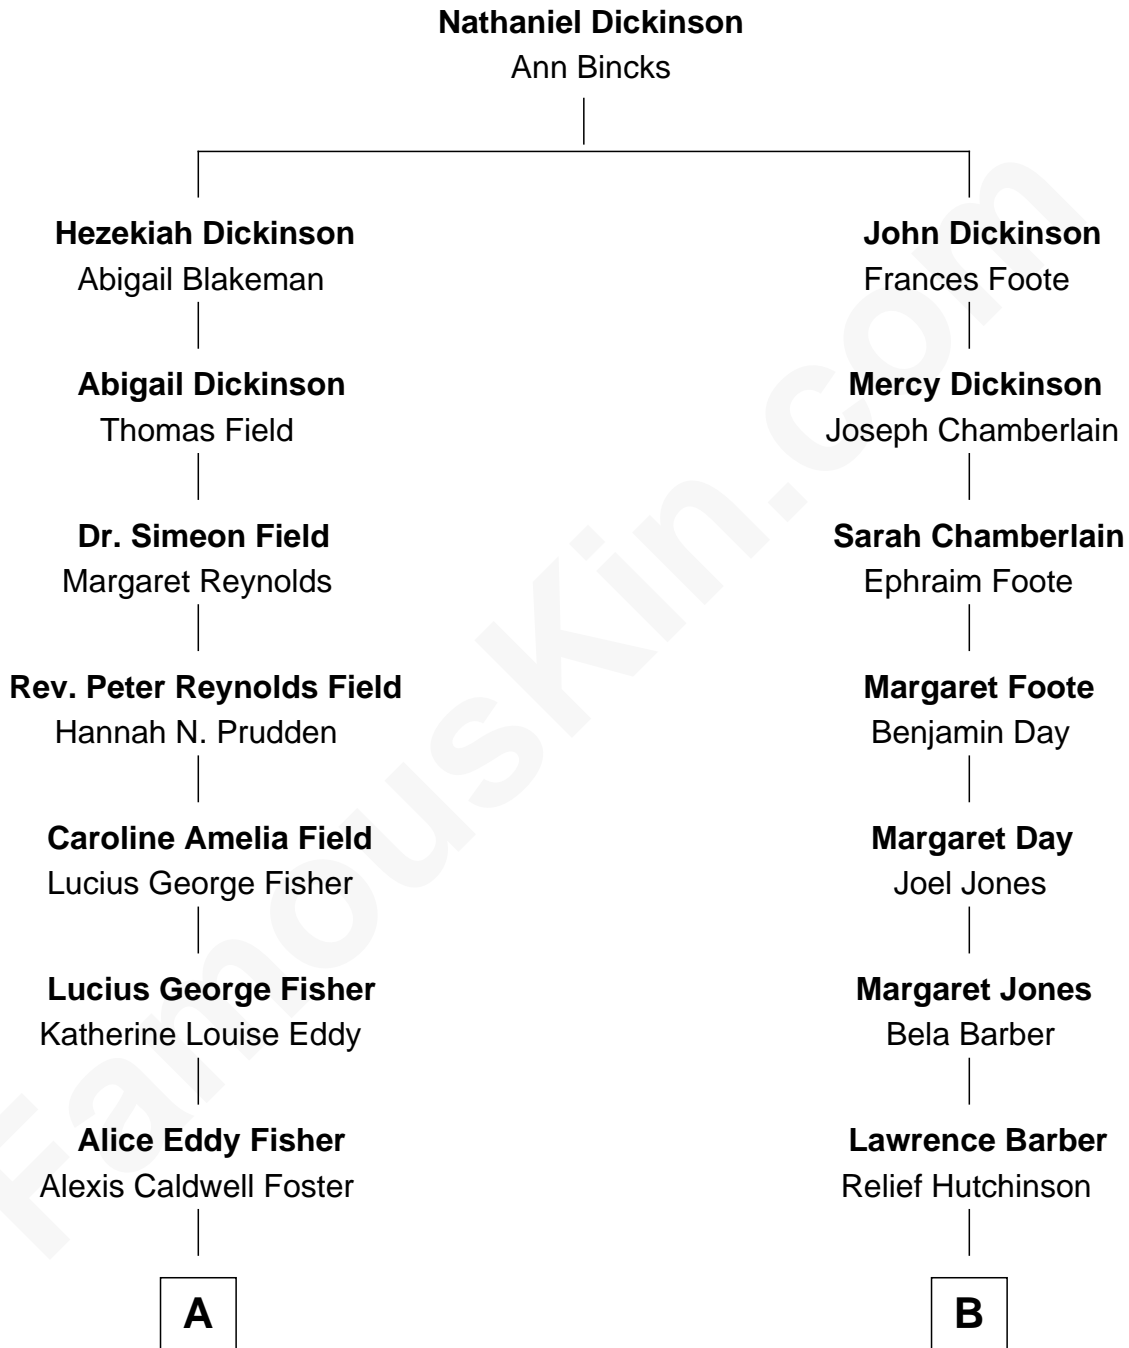 Nathaniel Dickinson
Ann Bincks
Hezekiah Dickinson
Abigail Blakeman
John Dickinson
Frances Foote
Abigail Dickinson
Thomas Field
Mercy Dickinson
Joseph Chamberlain
Dr. Simeon Field
Margaret Reynolds
Sarah Chamberlain
Ephraim Foote
Rev. Peter Reynolds Field
Hannah N. Prudden
Margaret Foote
Benjamin Day
Caroline Amelia Field
Lucius George Fisher
Margaret Day
Joel Jones
Lucius George Fisher
Katherine Louise Eddy
Margaret Jones
Bela Barber
Alice Eddy Fisher
Alexis Caldwell Foster
Lawrence Barber
Relief Hutchinson
A
B
FamousKin.com